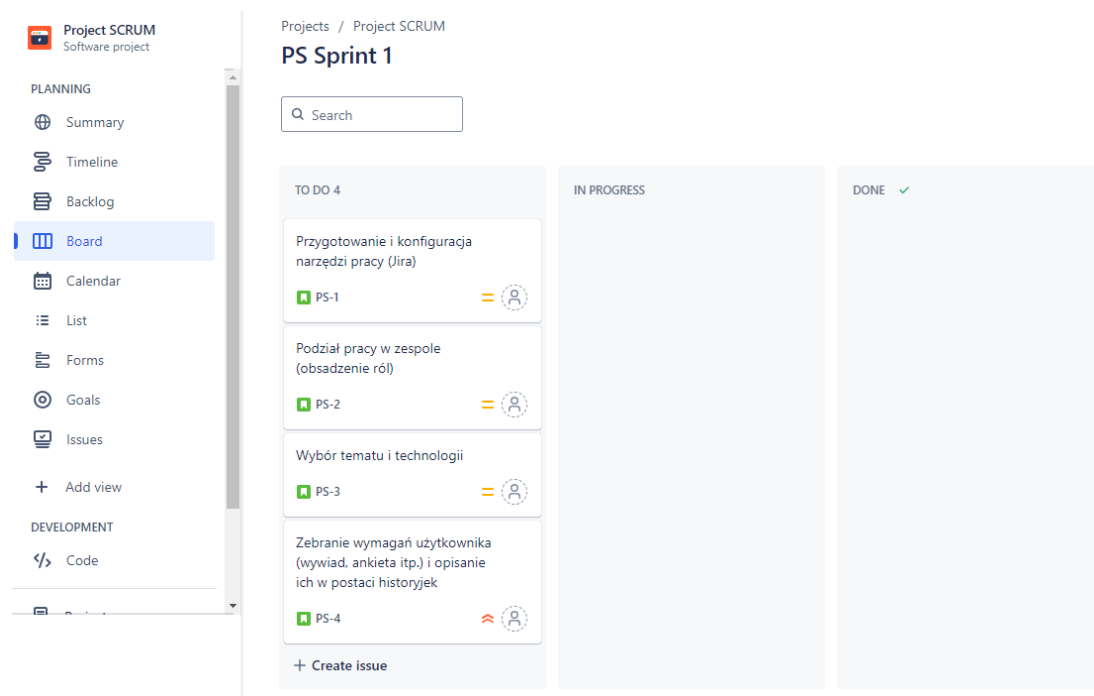 Project SCRUM
Software project
PLANNING
Summary
Timeline
Backlog
Board
Calendar
List
Forms
Goals
Issues
Add view
DEVELOPMENT
Code
Projects / Project SCRUM
PS Sprint 1
Search
TO DO 4
Przygotowanie i konfiguracja
narzędzi pracy (Jira)
PS-1
Podział pracy w zespole
(obsadzenie ról)
PS-2
Wybór tematu i technologii
PS-3
Zebranie wymagań użytkownika
(wywiad, ankieta itp.) i opisanie
ich w postaci historyjek
PS-4
+ Create issue
IN PROGRESS
DONE